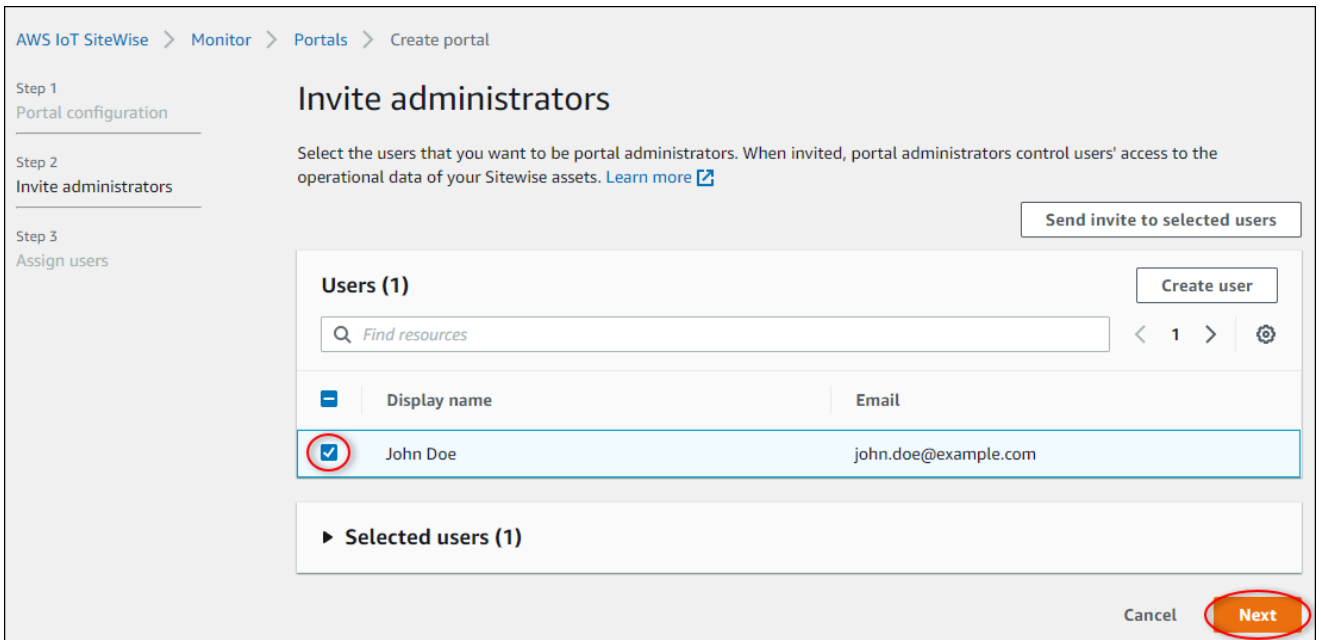 AWS IoT SiteWise > Monitor > Portals > Create portal
Step 1
Portal configuration
Step 2
Invite administrators
Step 3
Assign users
Invite administrators
Select the users that you want to be portal administrators. When invited, portal administrators control users' access to the
operational data of your Sitewise assets. Learn more
Send invite to selected users
Users (1)
Create user
Find resources
1
Display name Email
John Doe john.doe@example.com
Selected users (1)
Cancel Next